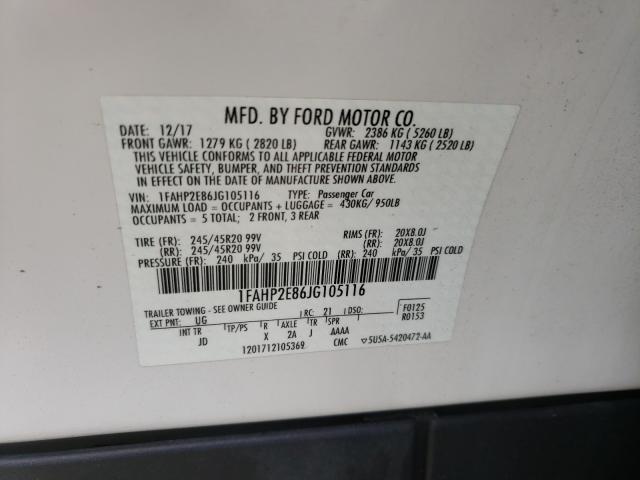 MFD. BY FORD MOTOR CO.
DATE: 12/17 GVWR: 2386 KG ( 5260 LB)
FRONT GAWR: 1279 KG ( 2820 LB) REAR GAWR: 1143 KG ( 2520 LB)
THIS VEHICLE CONFORMS TO ALL APPLICABLE FEDERAL MOTOR
VEHICLE SAFETY, BUMPER, AND THEFT PREVENTION STANDARDS
IN EFFECT ON THE DATE OF MANUFACTURE SHOWN ABOVE.
VIN: 1FAHP2E86JG105116 TYPE: Passenger Car
MAXIMUM LOAD = OCCUPANTS + LUGGAGE = 430KG/ 950LB
OCCUPANTS = 5 TOTAL; 2 FRONT, 3 REAR
TIRE (FR): 245/45R20 99V RIMS (FR): 20X8.0J
(RR): 245/45R20 99V (RR): 20X8.0J
PRESSURE (FR): 240 kPa/ 35 PSI COLD (RR): 240 kPa/ 35 PSI COLD
1FAHP2E86JG105116
TRAILER TOWING - SEE OWNER GUIDE
EXT PNT: UG RC: 21 DSO: F0125
INT TR TP/PS R AXLE TR SPR R0153
JD X 2A J AAAA
1201712105369 CMC ▽5U5A-5420472-AA